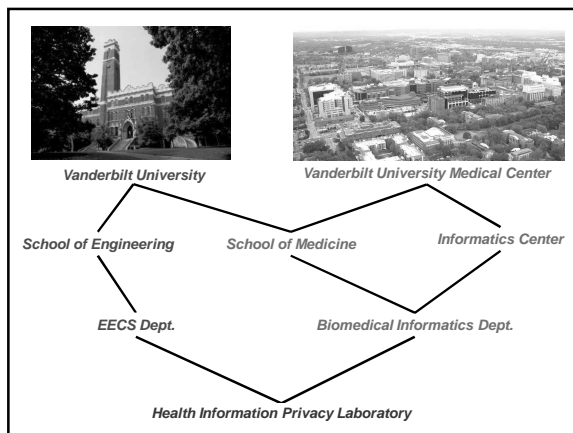 Vanderbilt University
Vanderbilt University Medical Center
School of Engineering
School of Medicine
Informatics Center
EECS Dept.
Biomedical Informatics Dept.
Health Information Privacy Laboratory